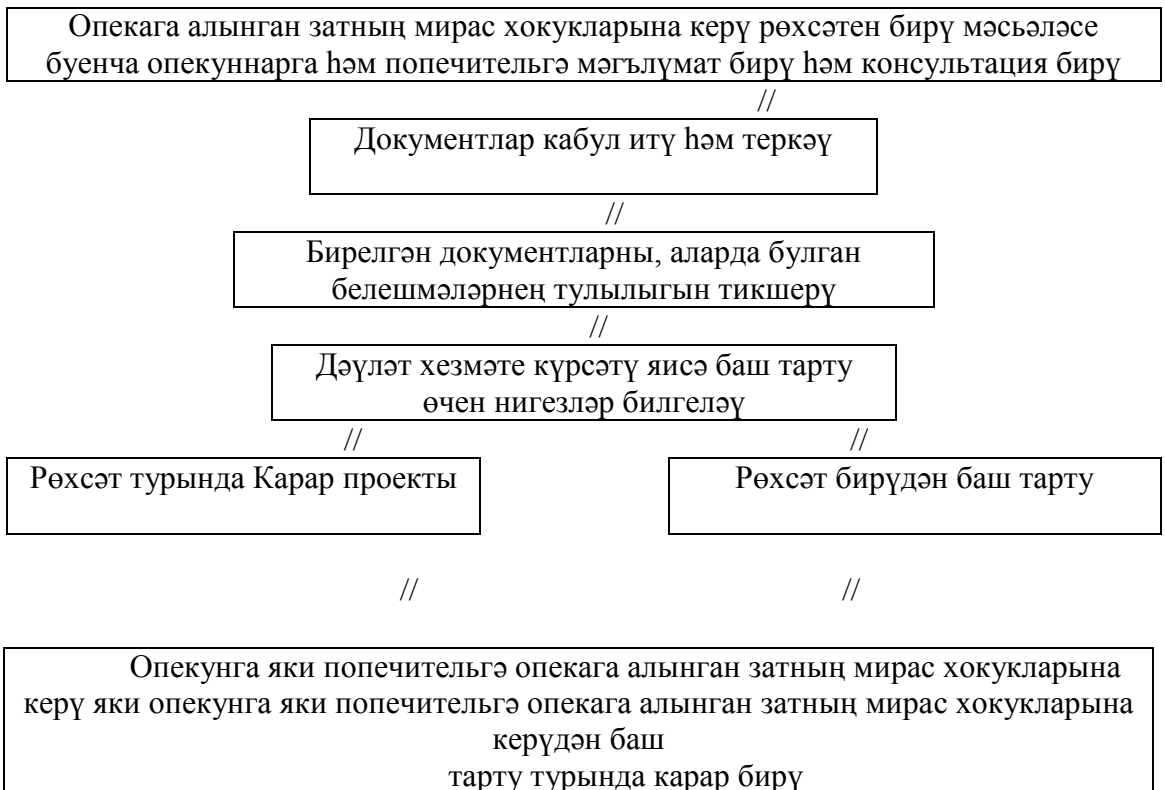 Опекага алынган затның мирас хокукларына керү рөхсәтен бирү мәсьәләсе
буенча опекуннарга һәм попечительгә мәгълүмат бирү һәм консультация бирү
//
Документлар кабул итү һәм теркәү
//
Бирелгән документларны, аларда булган
белешмәләрнең тулылыгын тикшерү
//
Дәүләт хезмәте күрсәтү яисә баш тарту
өчен нигезләр билгеләү
// //
Рөхсәт турында Карар проекты
Рөхсәт бирүдән баш тарту
// //
Опекунга яки попечительгә опекага алынган затның мирас хокукларына
керү яки опекунга яки попечительгә опекага алынган затның мирас хокукларына
керүдән баш
тарту турында карар бирү